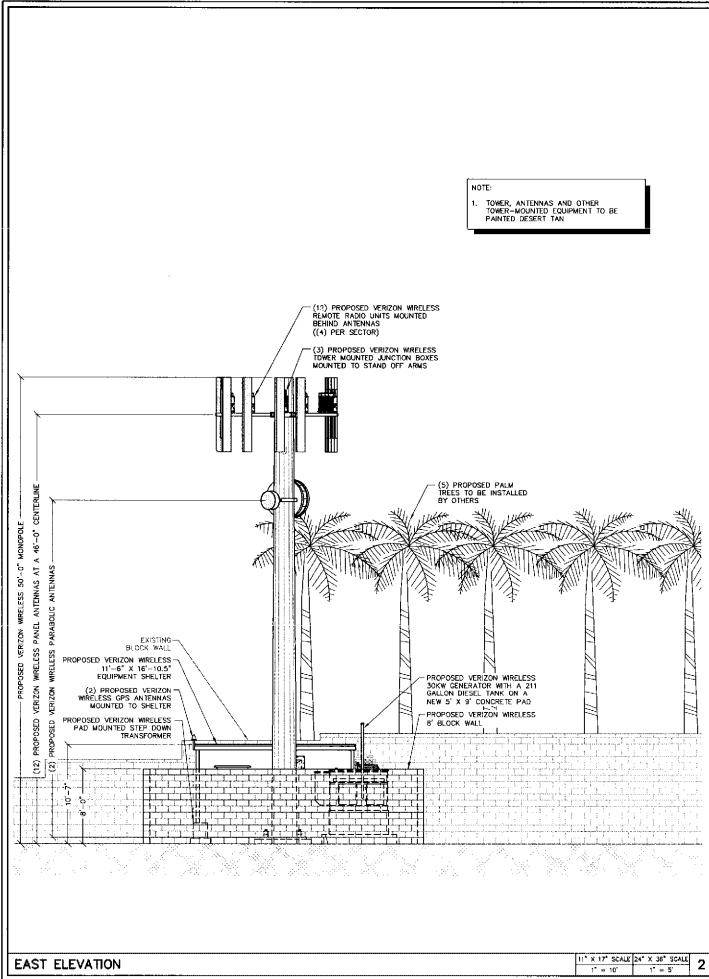 NOTE:
1. TOWER, ANTENNAS AND OTHER
TOWER-MOUNTED EQUIPMENT TO BE
PAINTED DESERT TAN
(12) PROPOSED VERIZON WIRELESS
REMOTE RADIO UNITS MOUNTED
BEHIND ANTENNAS
((4) PER SECTOR)
(3) PROPOSED VERIZON WIRELESS
TOWER MOUNTED JUNCTION BOXES
MOUNTED TO STAND OFF ARMS
(5) PROPOSED PALM
TREES TO BE INSTALLED
BY OTHERS
PROPOSED VERIZON WIRELESS 50'-0" MONOPOLE
(12) PROPOSED VERIZON WIRELESS PANEL ANTENNAS AT A 46'-0" CENTERLINE
(2) PROPOSED VERIZON WIRELESS PARABOLIC ANTENNAS
10'-7"
8'-0"
EXISTING
BLOCK WALL
PROPOSED VERIZON WIRELESS
11'-6" X 16'-10.5"
EQUIPMENT SHELTER
(2) PROPOSED VERIZON
WIRELESS GPS ANTENNAS
MOUNTED TO SHELTER
PROPOSED VERIZON WIRELESS
PAD MOUNTED STEP DOWN
TRANSFORMER
PROPOSED VERIZON WIRELESS
30KW GENERATOR WITH A 211
GALLON DIESEL TANK ON A
NEW 5' X 9' CONCRETE PAD
PROPOSED VERIZON WIRELESS
8' BLOCK WALL
EAST ELEVATION
11" X 17" SCALE
1" = 10'
24" X 36" SCALE
1" = 5'
2